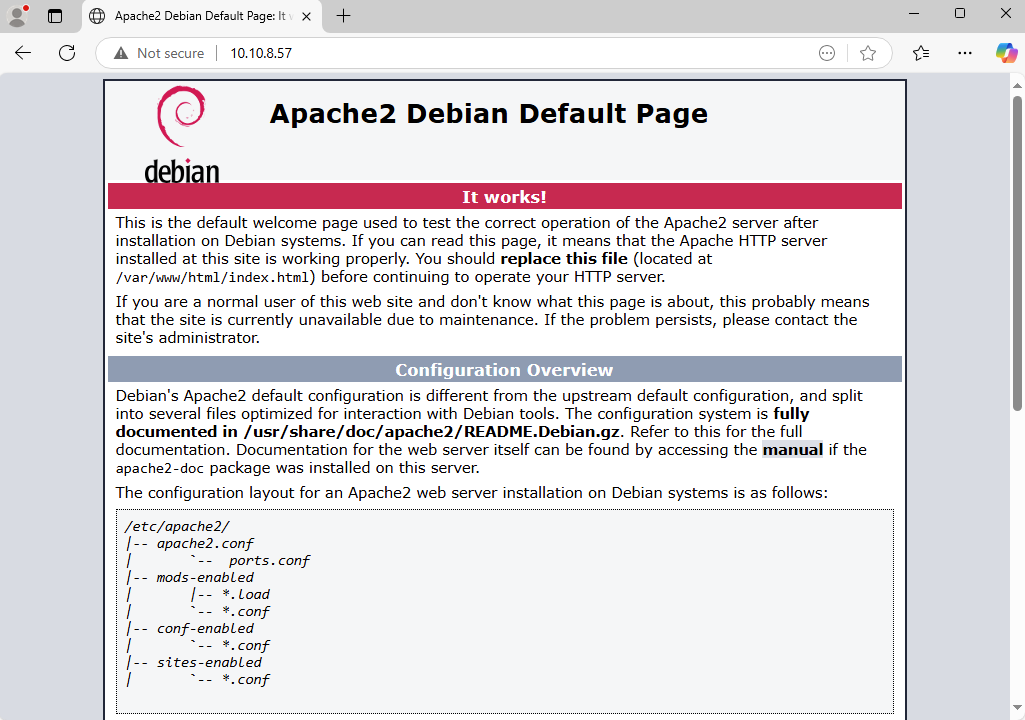 Apache2 Debian Default Page: It w
Not secure
10.10.8.57
debian
Apache2 Debian Default Page
It works!
This is the default welcome page used to test the correct operation of the Apache2 server after
installation on Debian systems. If you can read this page, it means that the Apache HTTP server
installed at this site is working properly. You should replace this file (located at
/var/www/html/index.html) before continuing to operate your HTTP server.
If you are a normal user of this web site and don't know what this page is about, this probably means
that the site is currently unavailable due to maintenance. If the problem persists, please contact the
site's administrator.
Configuration Overview
Debian's Apache2 default configuration is different from the upstream default configuration, and split
into several files optimized for interaction with Debian tools. The configuration system is fully
documented in /usr/share/doc/apache2/README.Debian.gz. Refer to this for the full
documentation. Documentation for the web server itself can be found by accessing the manual if the
apache2-doc package was installed on this server.
The configuration layout for an Apache2 web server installation on Debian systems is as follows:
/etc/apache2/
|-- apache2.conf
|       `--  ports.conf
|-- mods-enabled
|       |-- *.load
|       `-- *.conf
|-- conf-enabled
|       `-- *.conf
|-- sites-enabled
|       `-- *.conf